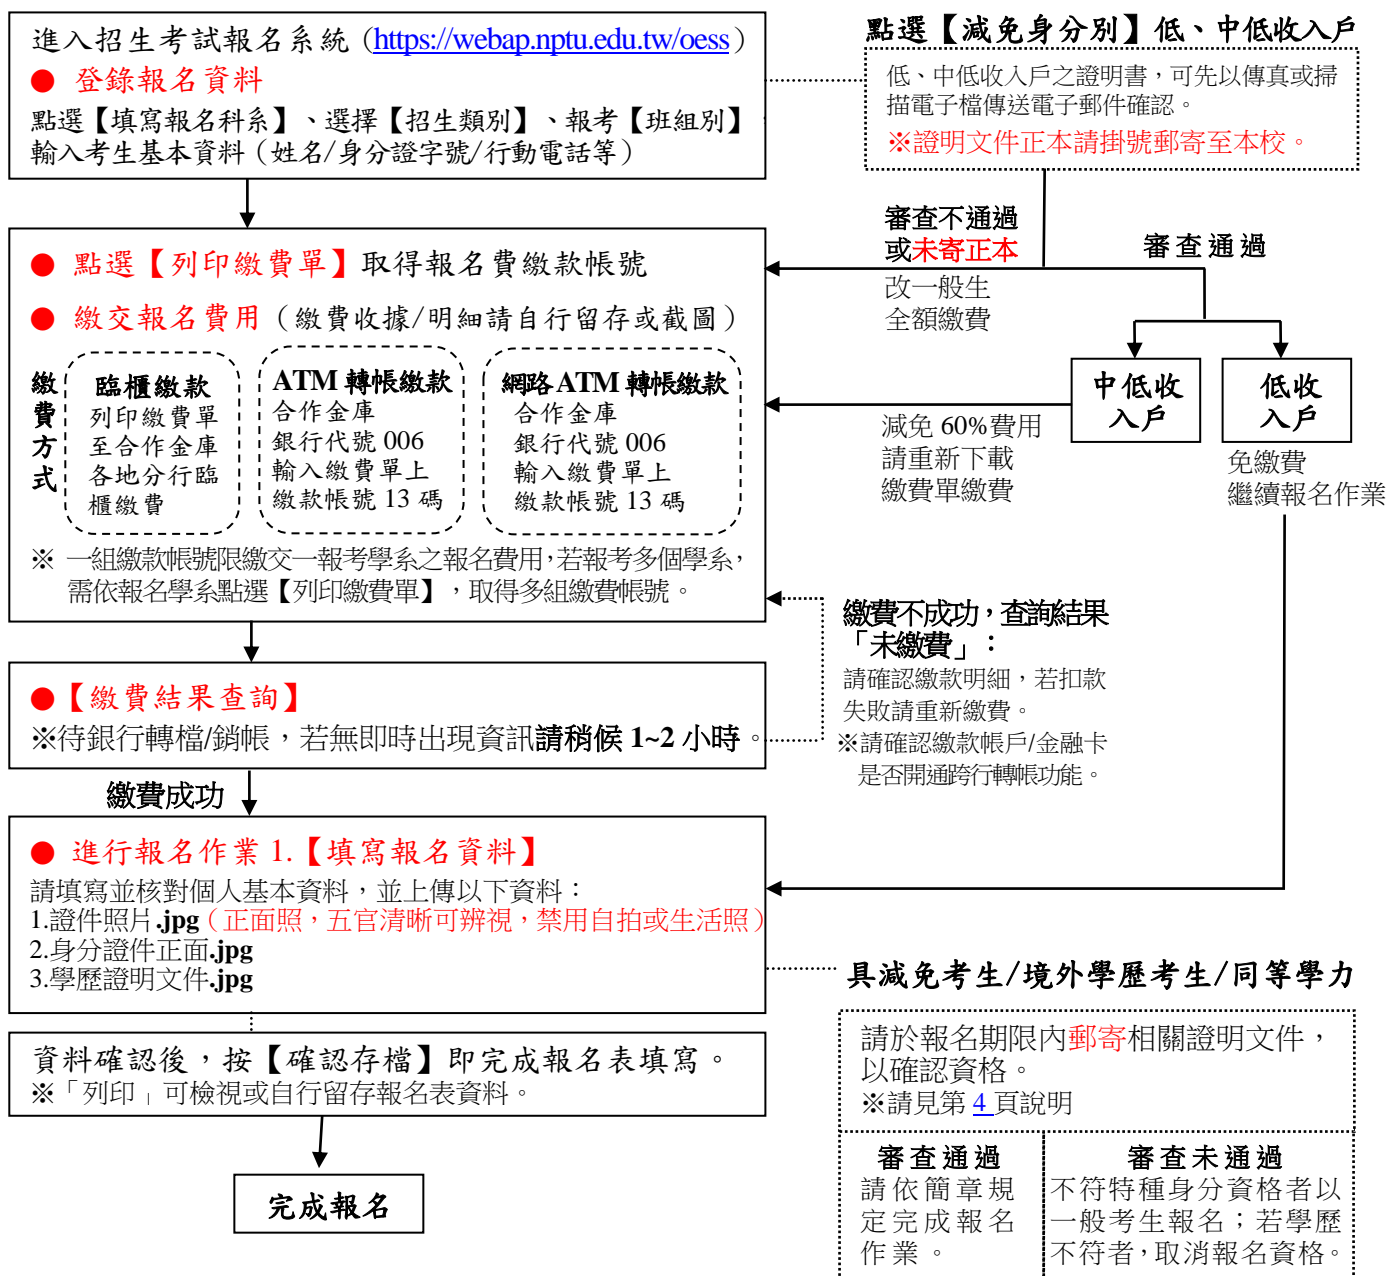 進入招生考試報名系統（https://webap.nptu.edu.tw/oess）
● 登錄報名資料
點選【填寫報名科系】、選擇【招生類別】、報考【班組別】
輸入考生基本資料（姓名/身分證字號/行動電話等）
點選【減免身分別】低、中低收入戶
低、中低收入戶之證明書，可先以傳真或掃
描電子檔傳送電子郵件確認。
※證明文件正本請掛號郵寄至本校。
審查不通過
或未寄正本
改一般生
全額繳費
審查通過
● 點選【列印繳費單】取得報名費繳款帳號
● 繳交報名費用（繳費收據/明細請自行留存或截圖）
繳
費
方
式
臨櫃繳款
列印繳費單
至合作金庫
各地分行臨
櫃繳費
ATM 轉帳繳款
合作金庫
銀行代號 006
輸入繳費單上
繳款帳號 13 碼
網路 ATM 轉帳繳款
合作金庫
銀行代號 006
輸入繳費單上
繳款帳號 13 碼
※ 一組繳款帳號限繳交一報考學系之報名費用，若報考多個學系，
需依報名學系點選【列印繳費單】，取得多組繳費帳號。
中低收
入戶
低收
入戶
減免 60%費用
請重新下載
繳費單繳費
免繳費
繼續報名作業
●【繳費結果查詢】
※待銀行轉檔/銷帳，若無即時出現資訊請稍候 1~2 小時。
繳費不成功，查詢結果
「未繳費」：
請確認繳款明細，若扣款
失敗請重新繳費。
※請確認繳款帳戶/金融卡
是否開通跨行轉帳功能。
繳費成功
● 進行報名作業 1.【填寫報名資料】
請填寫並核對個人基本資料，並上傳以下資料：
1.證件照片.jpg（正面照，五官清晰可辨視，禁用自拍或生活照）
2.身分證件正面.jpg
3.學歷證明文件.jpg
資料確認後，按【確認存檔】即完成報名表填寫。
※「列印」可檢視或自行留存報名表資料。
完成報名
具減免考生/境外學歷考生/同等學力
請於報名期限內郵寄相關證明文件，
以確認資格。
※請見第 4 頁說明
審查通過
請依簡章規
定完成報名
作業。
審查未通過
不符特種身分資格者以
一般考生報名；若學歷
不符者，取消報名資格。